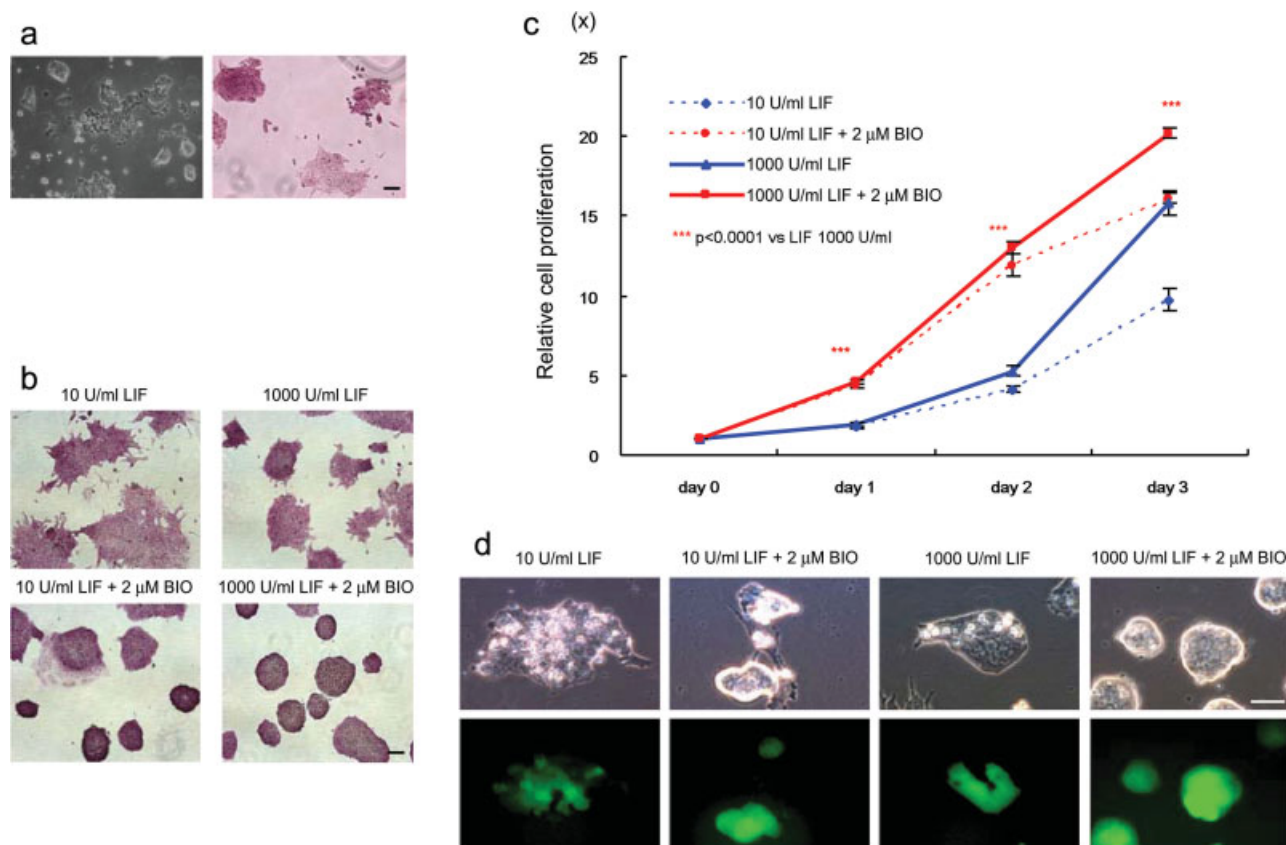 a
b
10 U/ml LIF
1000 U/ml LIF
10 U/ml LIF + 2 μM BIO
1000 U/ml LIF + 2 μM BIO
c
(x)
Relative cell proliferation
25
20
15
10
5
0
10 U/ml LIF
10 U/ml LIF + 2 μM BIO
1000 U/ml LIF
1000 U/ml LIF + 2 μM BIO
*** p<0.0001 vs LIF 1000 U/ml
***
***
***
day 0
day 1
day 2
day 3
d
10 U/ml LIF
10 U/ml LIF + 2 μM BIO
1000 U/ml LIF
1000 U/ml LIF + 2 μM BIO